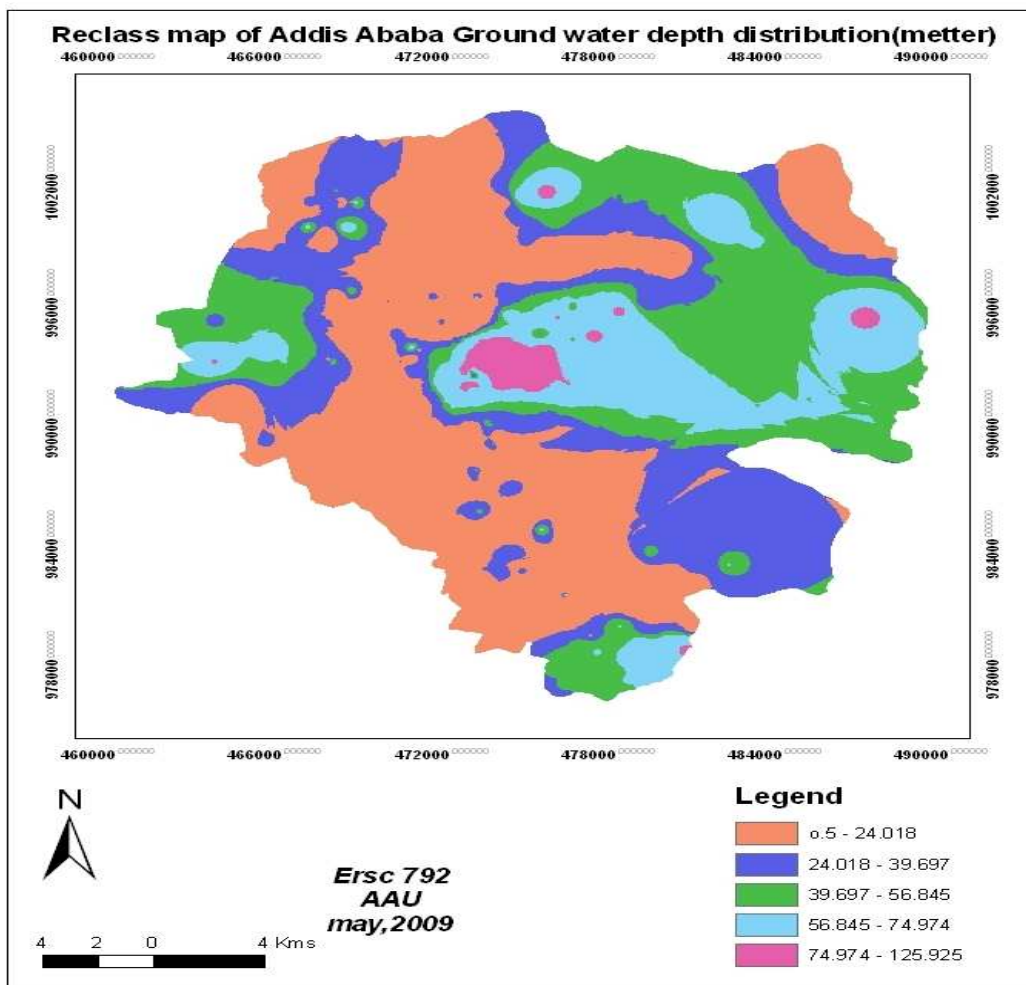 Reclass map of Addis Ababa Ground water depth distribution(metter)
460000 466000 472000 478000 484000 490000
1002000 1002000
996000 996000
990000 990000
984000 984000
978000 978000
460000 466000 472000 478000 484000 490000
N
Legend
o.5 - 24.018
24.018 - 39.697
39.697 - 56.845
56.845 - 74.974
74.974 - 125.925
Ersc 792
AAU
may,2009
4 2 0 4 Kms